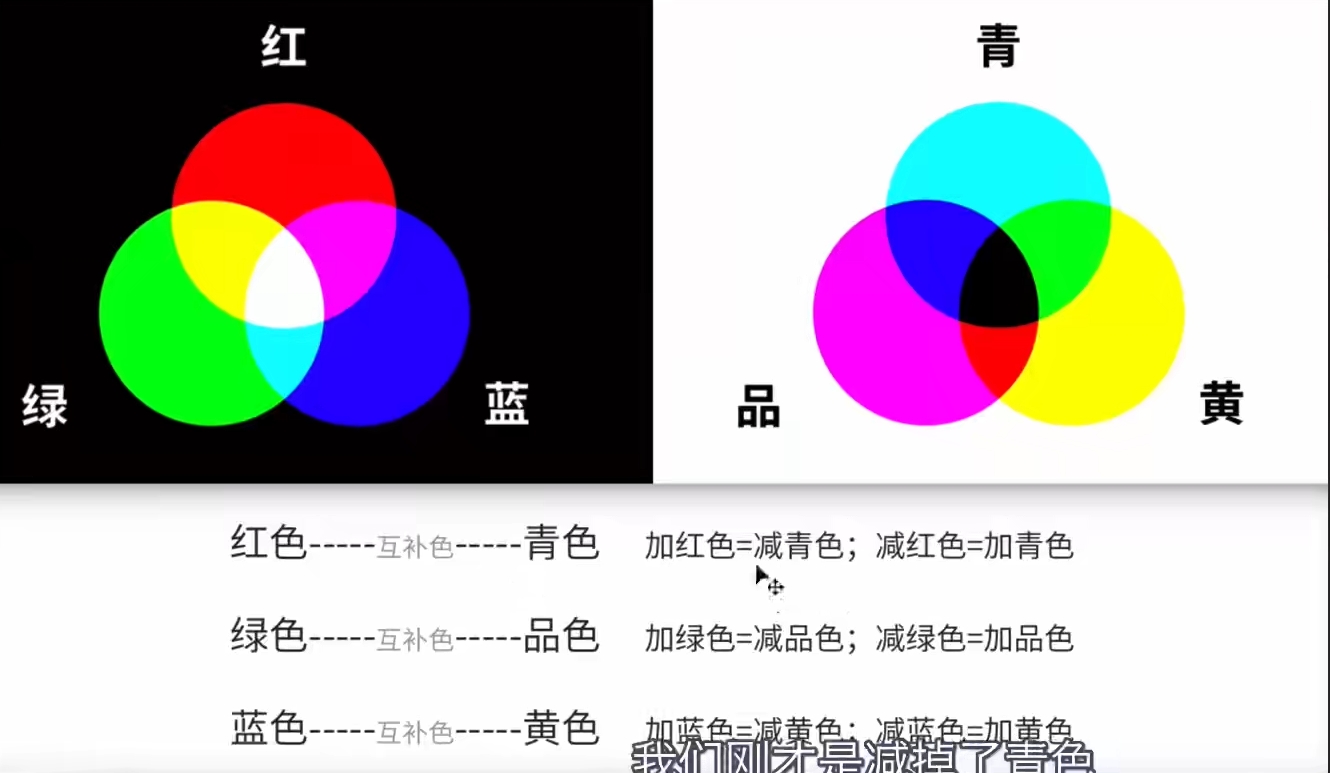 红
青
绿
蓝
品
黄
红色-----互补色-----青色 加红色=减青色；减红色=加青色
绿色-----互补色-----品色 加绿色=减品色；减绿色=加品色
蓝色-----互补色-----黄色 加蓝色=减黄色；减蓝色=加黄色
我们刚才是减掉了青色